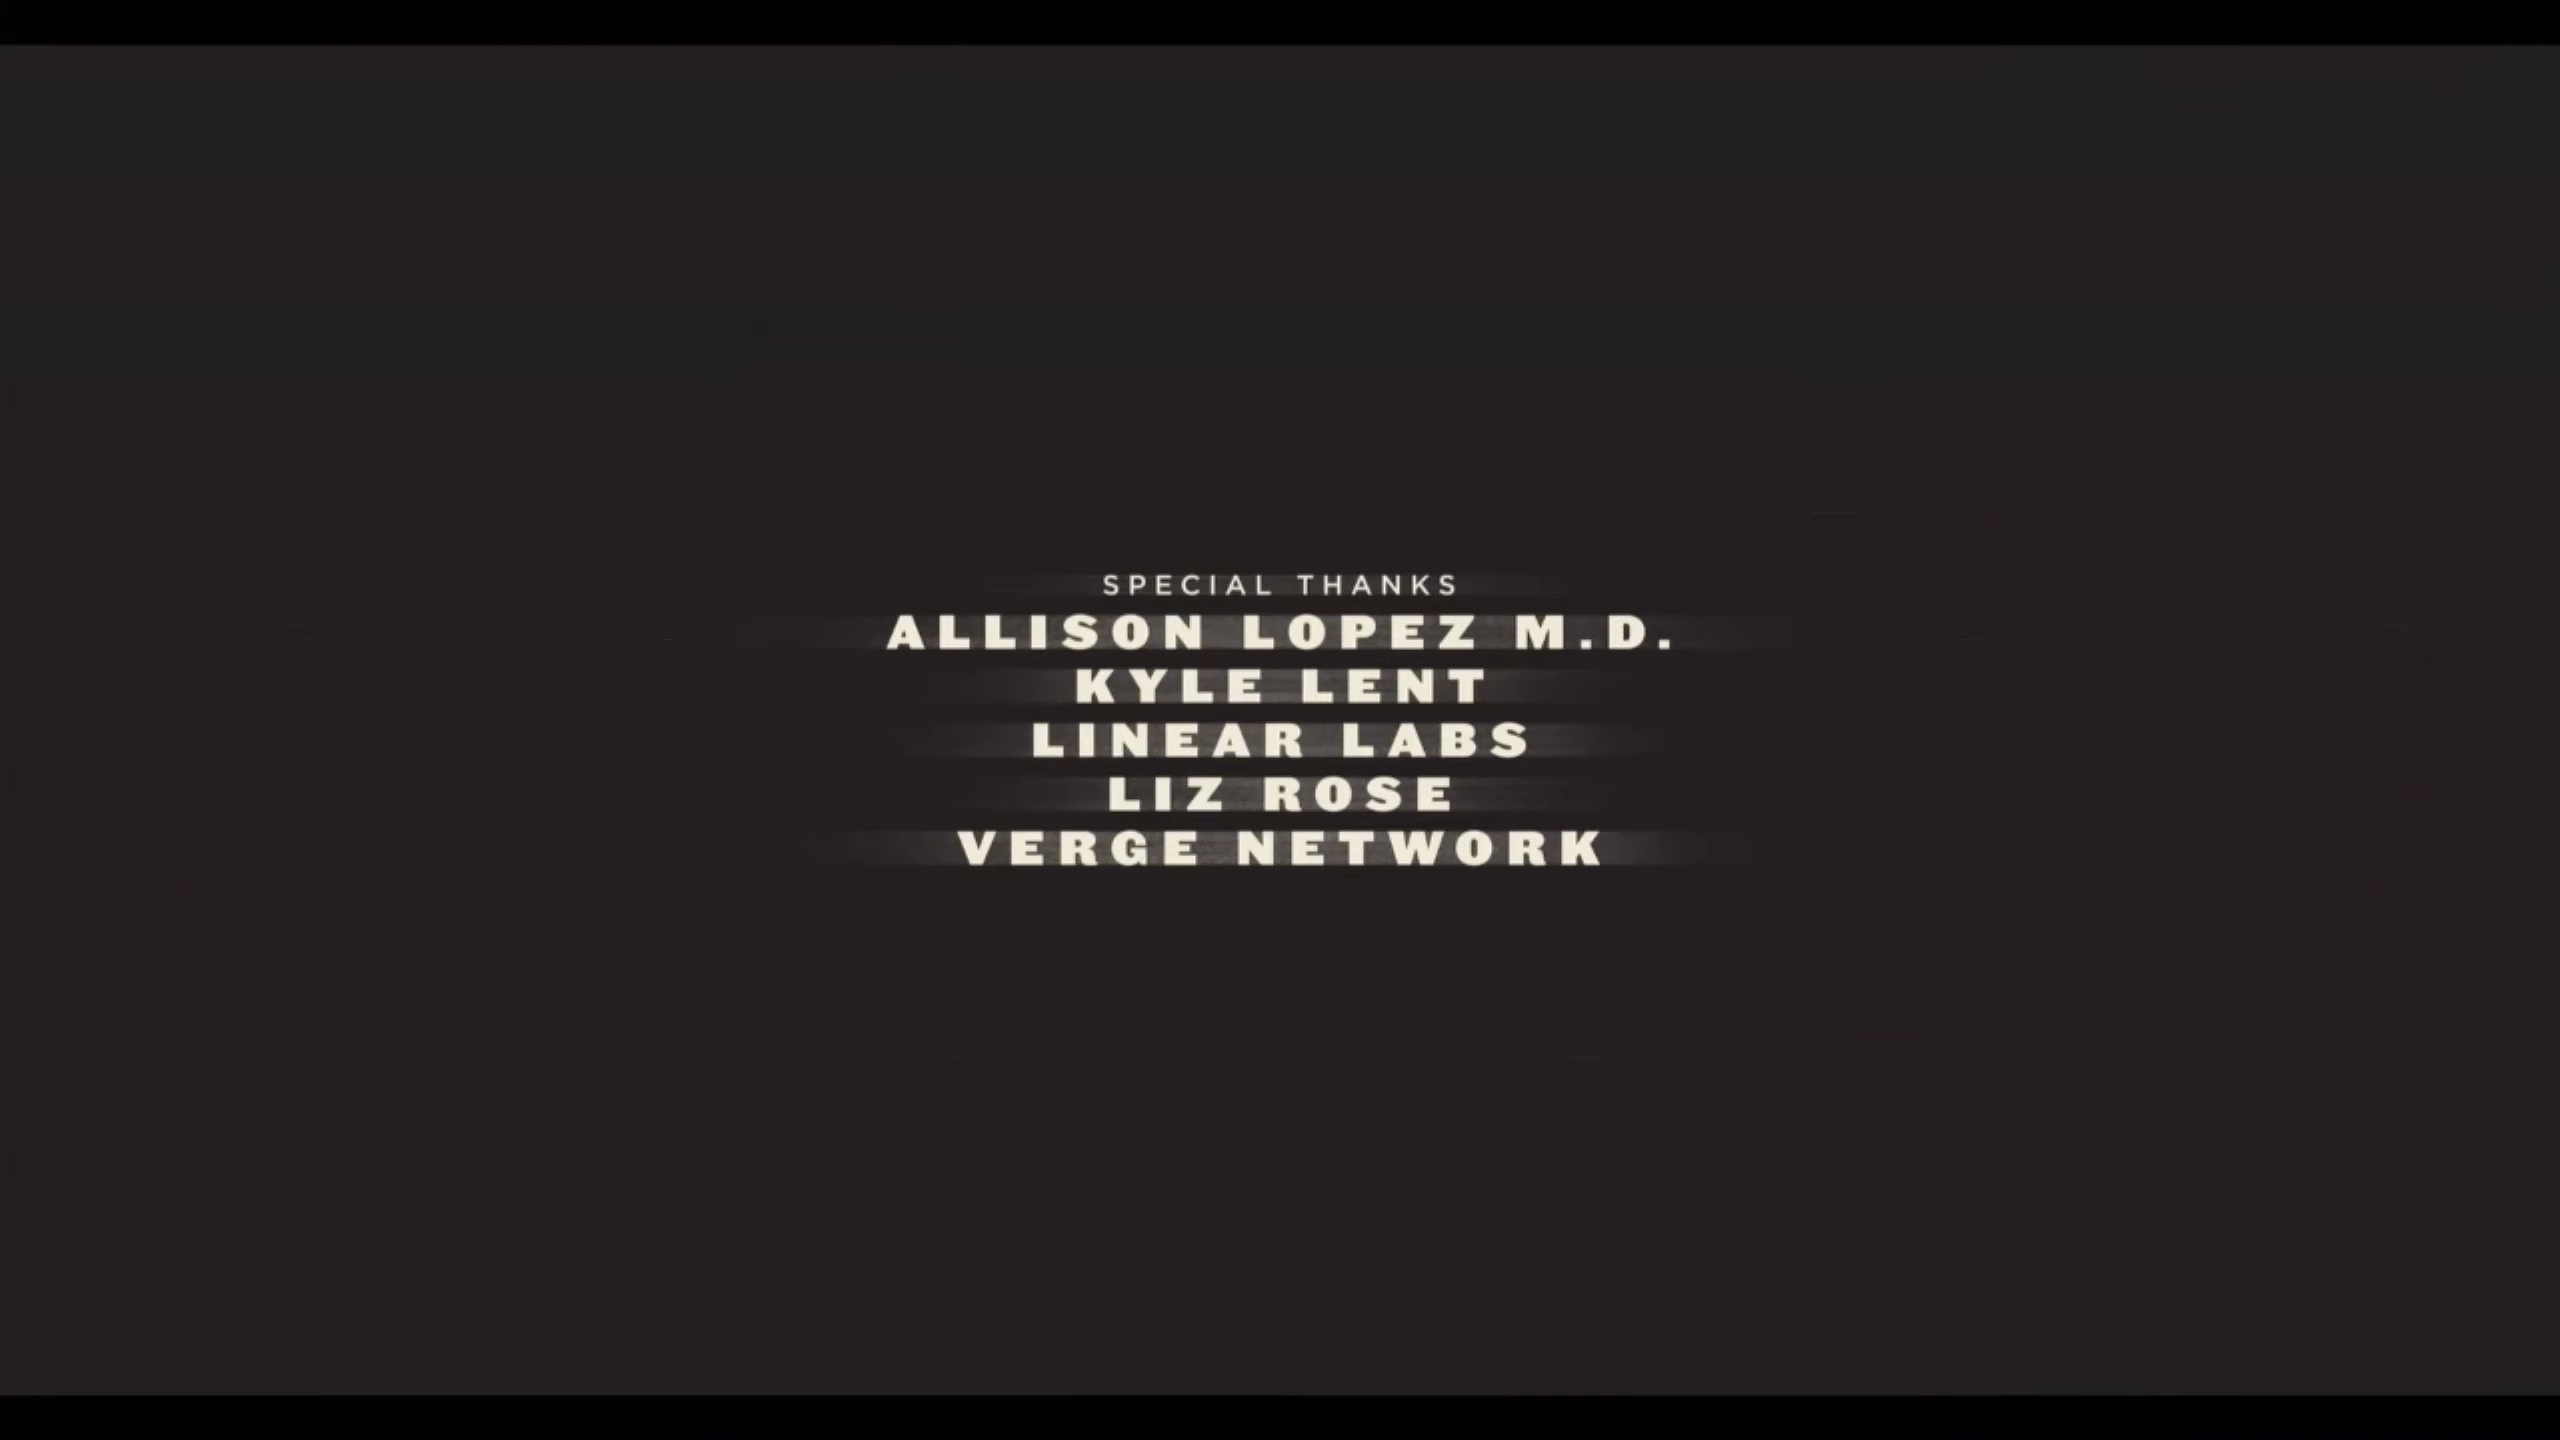 SPECIAL THANKS
ALLISON LOPEZ M.D.
KYLE LENT
LINEAR LABS
LIZ ROSE
VERGE NETWORK